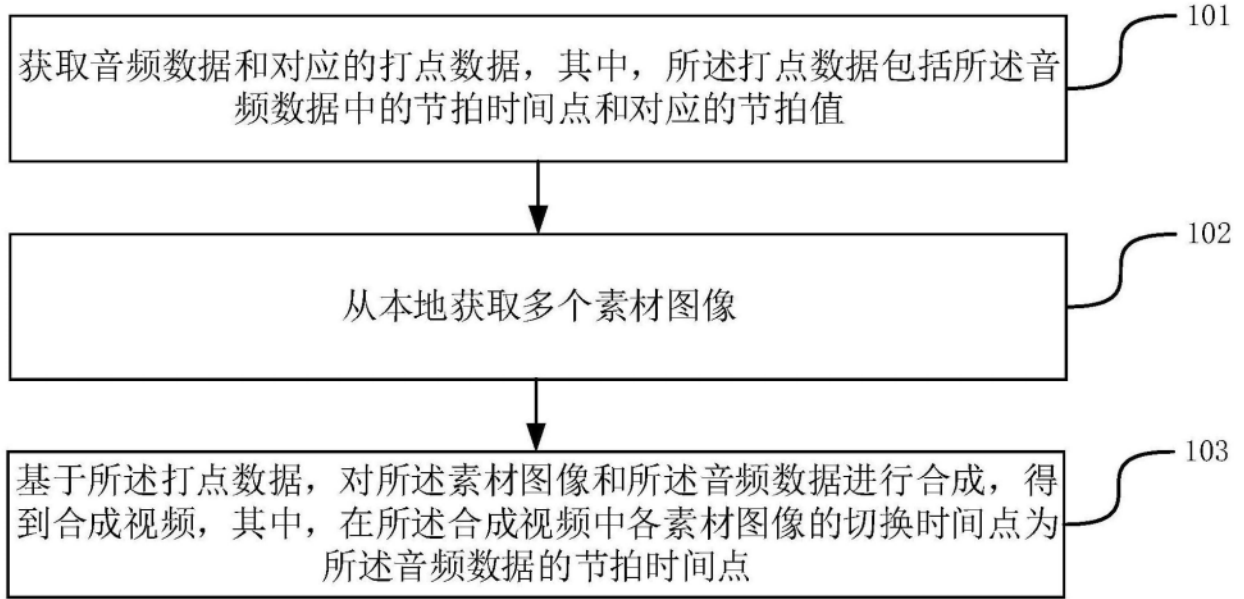 101
获取音频数据和对应的打点数据，其中，所述打点数据包括所述音
频数据中的节拍时间点和对应的节拍值
102
从本地获取多个素材图像
103
基于所述打点数据，对所述素材图像和所述音频数据进行合成，得
到合成视频，其中，在所述合成视频中各素材图像的切换时间点为
所述音频数据的节拍时间点